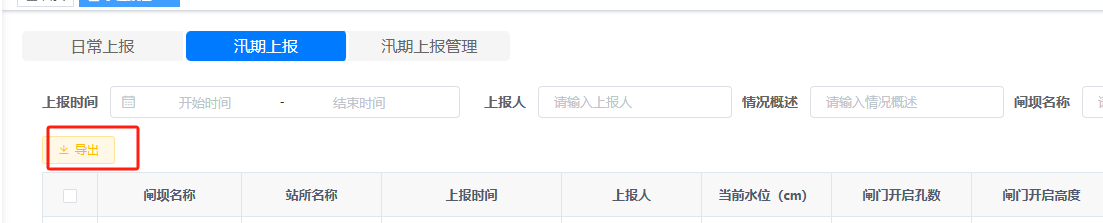 日常上报 汛期上报 汛期上报管理
上报时间 开始时间 - 结束时间 上报人 请输入上报人 情况概述 请输入情况概述 闸坝名称
导出
闸坝名称 站所名称 上报时间 上报人 当前水位（cm） 闸门开启孔数 闸门开启高度